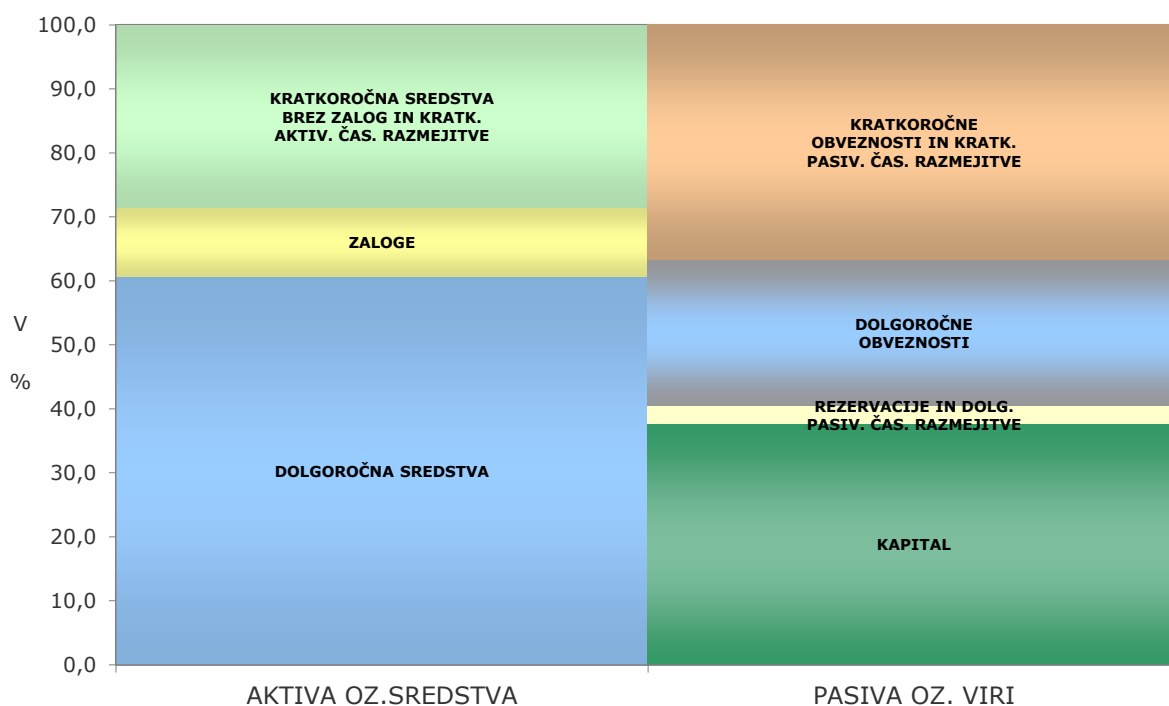 100,0
90,0
80,0
70,0
60,0
50,0
40,0
30,0
20,0
10,0
0,0
V
%
KRATKOROČNA SREDSTVA
BREZ ZALOG IN KRATK.
AKTIV. ČAS. RAZMEJITVE
ZALOGE
DOLGOROČNA SREDSTVA
KRATKOROČNE
OBVEZNOSTI IN KRATK.
PASIV. ČAS. RAZMEJITVE
DOLGOROČNE
OBVEZNOSTI
REZERVACIJE IN DOLG.
PASIV. ČAS. RAZMEJITVE
KAPITAL
AKTIVA OZ.SREDSTVA
PASIVA OZ. VIRI